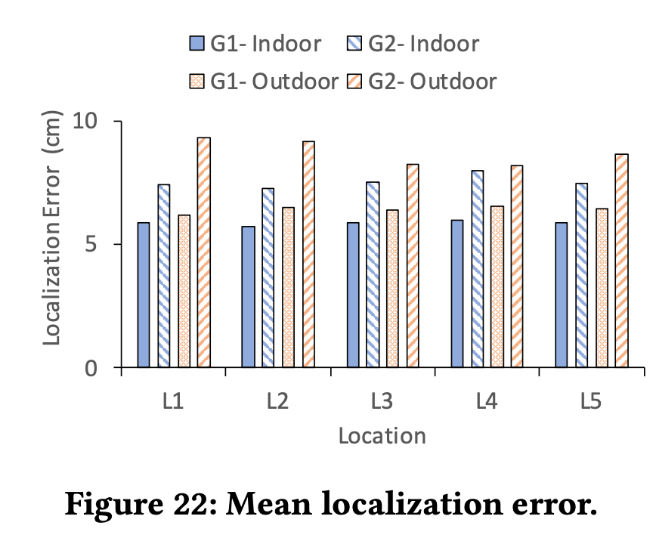 G1- Indoor G2- Indoor
G1- Outdoor G2- Outdoor
Localization Error (cm)
10
5
0
L1 L2 L3 L4 L5
Location
Figure 22: Mean localization error.